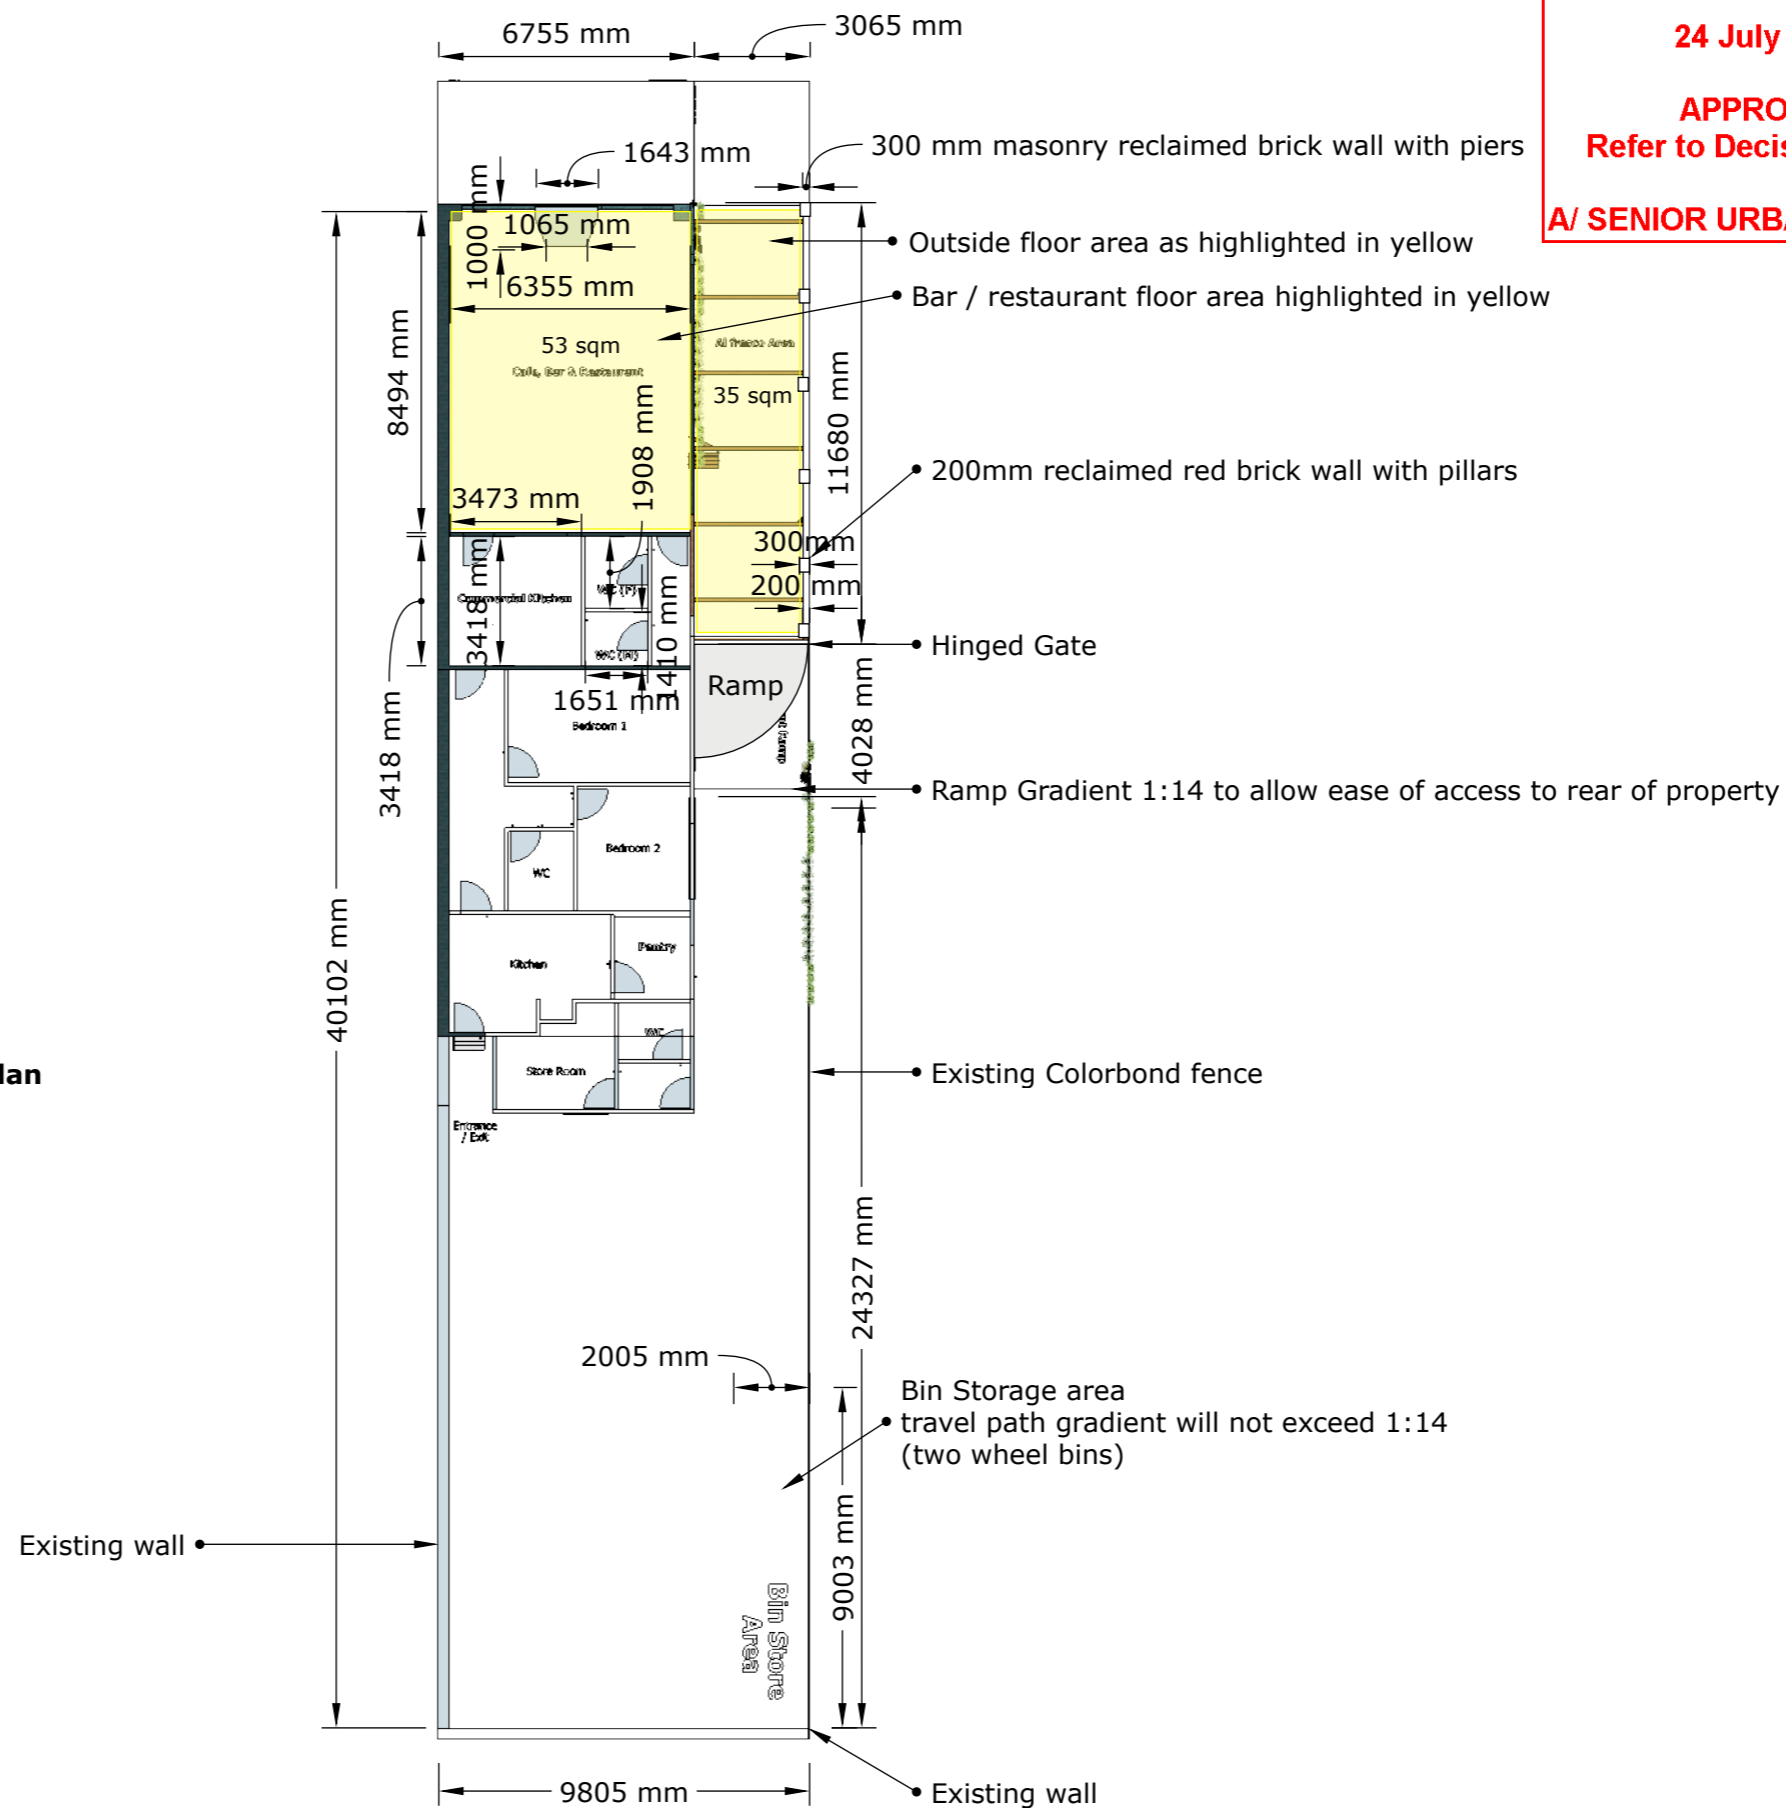 6755 mm
3065 mm
24 July
APPRO
Refer to Decis
A/ SENIOR URBA
1643 mm
300 mm masonry reclaimed brick wall with piers
1000 mm
1065 mm
Outside floor area as highlighted in yellow
6355 mm
Bar / restaurant floor area highlighted in yellow
53 sqm
Cafe, Bar & Restaurant
Al fresco Area
8494 mm
35 sqm
1908 mm
11680 mm
3473 mm
200mm reclaimed red brick wall with pillars
300mm
200 mm
3418 mm
Commercial Kitchen
WC (F)
WC (M)
1410 mm
Hinged Gate
3418 mm
1651 mm
Ramp
Bedroom 1
4028 mm
Ramp Gradient 1:14 to allow ease of access to rear of property
Bedroom 2
WC
40102 mm
Pantry
Kitchen
WC
lan
Store Room
Existing Colorbond fence
Entrance
/ Exit
24327 mm
2005 mm
Bin Storage area
travel path gradient will not exceed 1:14
(two wheel bins)
9003 mm
Existing wall
Bin Store
Area
9805 mm
Existing wall